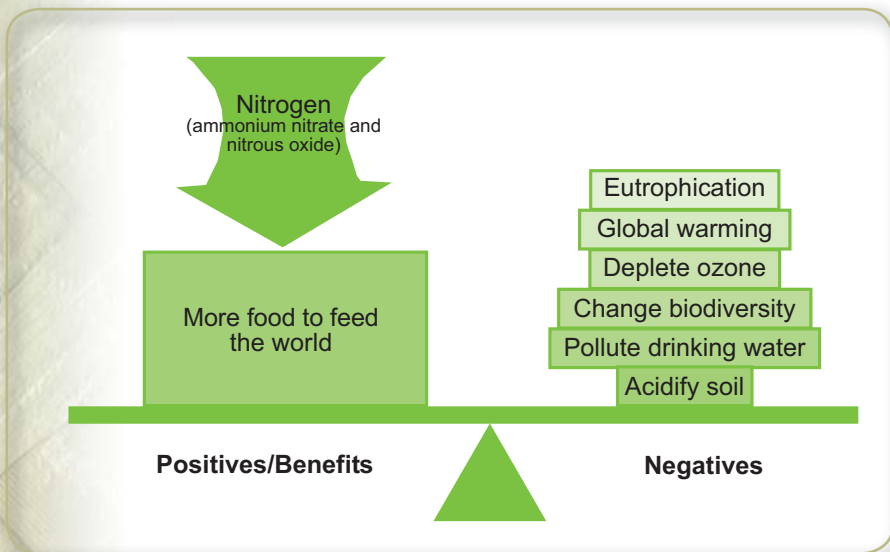 Nitrogen
(ammonium nitrate and
nitrous oxide)
More food to feed
the world
Eutrophication
Global warming
Deplete ozone
Change biodiversity
Pollute drinking water
Acidify soil
Positives/Benefits
Negatives